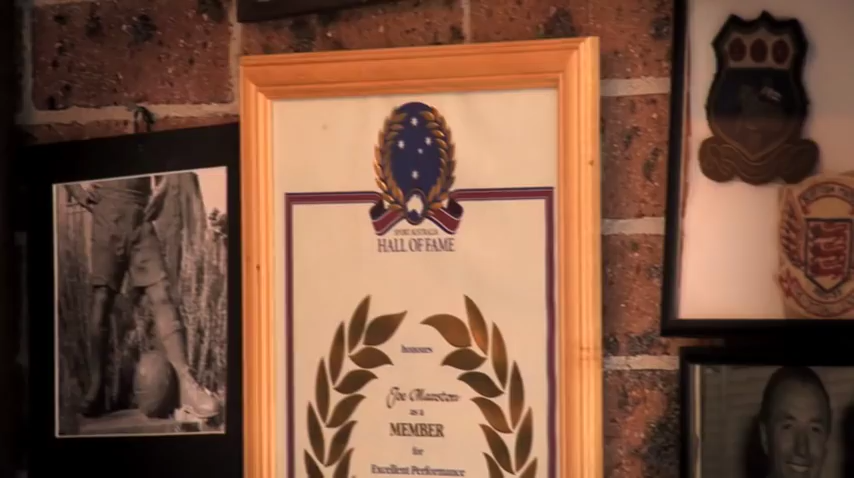 SPORT AUSTRALIA
HALL OF FAME
honours
Joe Marston
as a
MEMBER
for
Excellent Performance